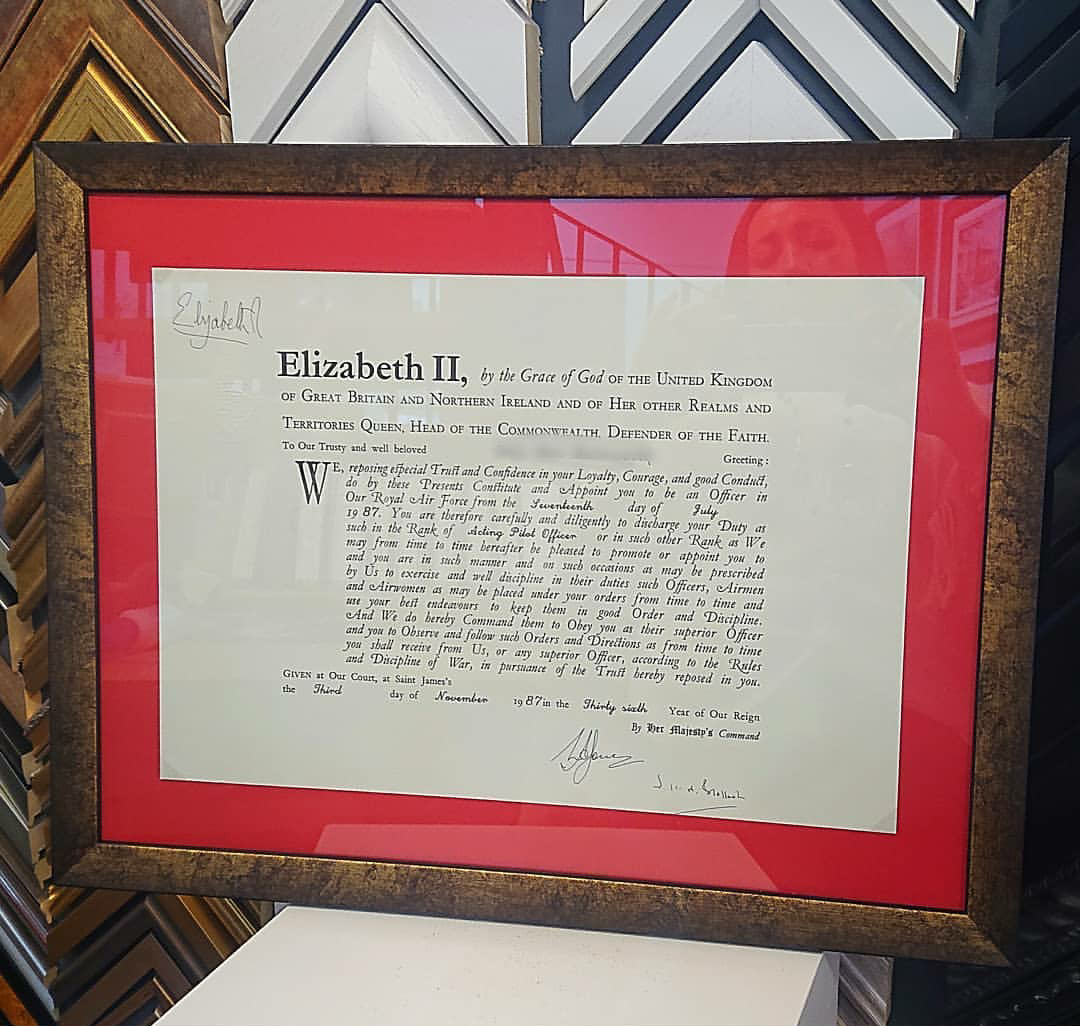 Elizabeth R
Elizabeth II, by the Grace of God OF THE UNITED KINGDOM
OF GREAT BRITAIN AND NORTHERN IRELAND AND OF HER OTHER REALMS AND
TERRITORIES QUEEN, HEAD OF THE COMMONWEALTH, DEFENDER OF THE FAITH.
To Our Trusty and well beloved Greeting:
WE, reposing especial Trust and Confidence in your Loyalty, Courage, and good Conduct,
do by these Presents Constitute and Appoint you to be an Officer in
Our Royal Air Force from the Seventeenth day of July
1987. You are therefore carefully and diligently to discharge your Duty as
such in the Rank of Acting Pilot Officer or in such other Rank as We
may from time to time hereafter be pleased to promote or appoint you to
and you are in such manner and on such occasions as may be prescribed
by Us to exercise and well discipline in their duties such Officers, Airmen
and Airwomen as may be placed under your orders from time to time and
use your best endeavours to keep them in good Order and Discipline.
And We do hereby Command them to Obey you as their superior Officer
and you to Observe and follow such Orders and Directions as from time to time
you shall receive from Us, or any superior Officer, according to the Rules
and Discipline of War, in pursuance of the Trust hereby reposed in you.
GIVEN at Our Court, at Saint James's
the Third day of November 1987 in the Thirty sixth Year of Our Reign
By Her Majesty's Command